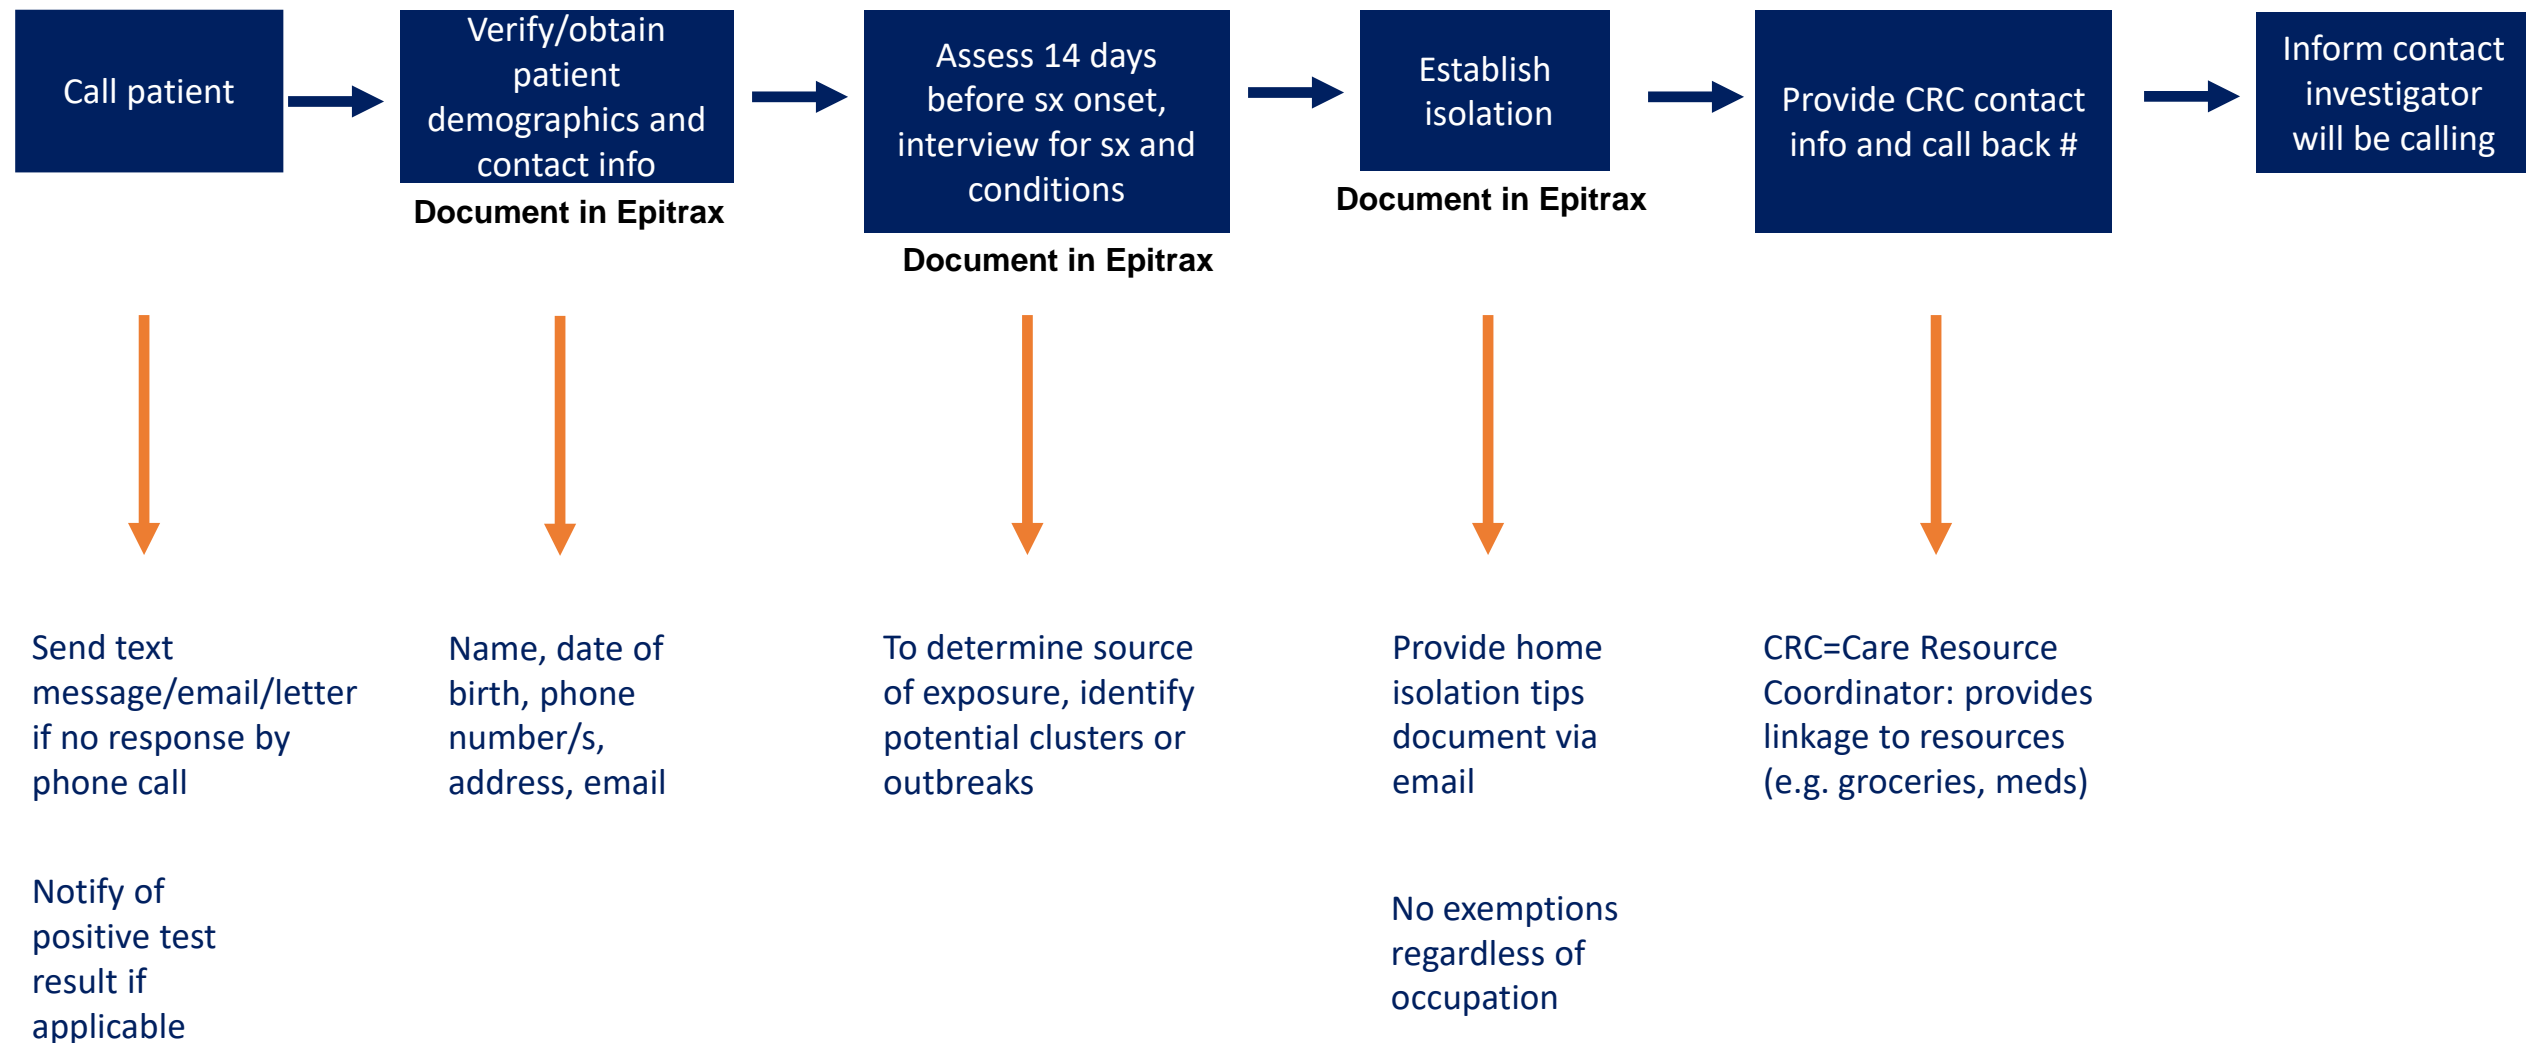 Call patient
Verify/obtain
patient
demographics and
contact info
Document in Epitrax
Assess 14 days
before sx onset,
interview for sx and
conditions
Document in Epitrax
Establish
isolation
Document in Epitrax
Provide CRC contact
info and call back #
Inform contact
investigator
will be calling
Send text
message/email/letter
if no response by
phone call
Notify of
positive test
result if
applicable
Name, date of
birth, phone
number/s,
address, email
To determine source
of exposure, identify
potential clusters or
outbreaks
Provide home
isolation tips
document via
email
No exemptions
regardless of
occupation
CRC=Care Resource
Coordinator: provides
linkage to resources
(e.g. groceries, meds)